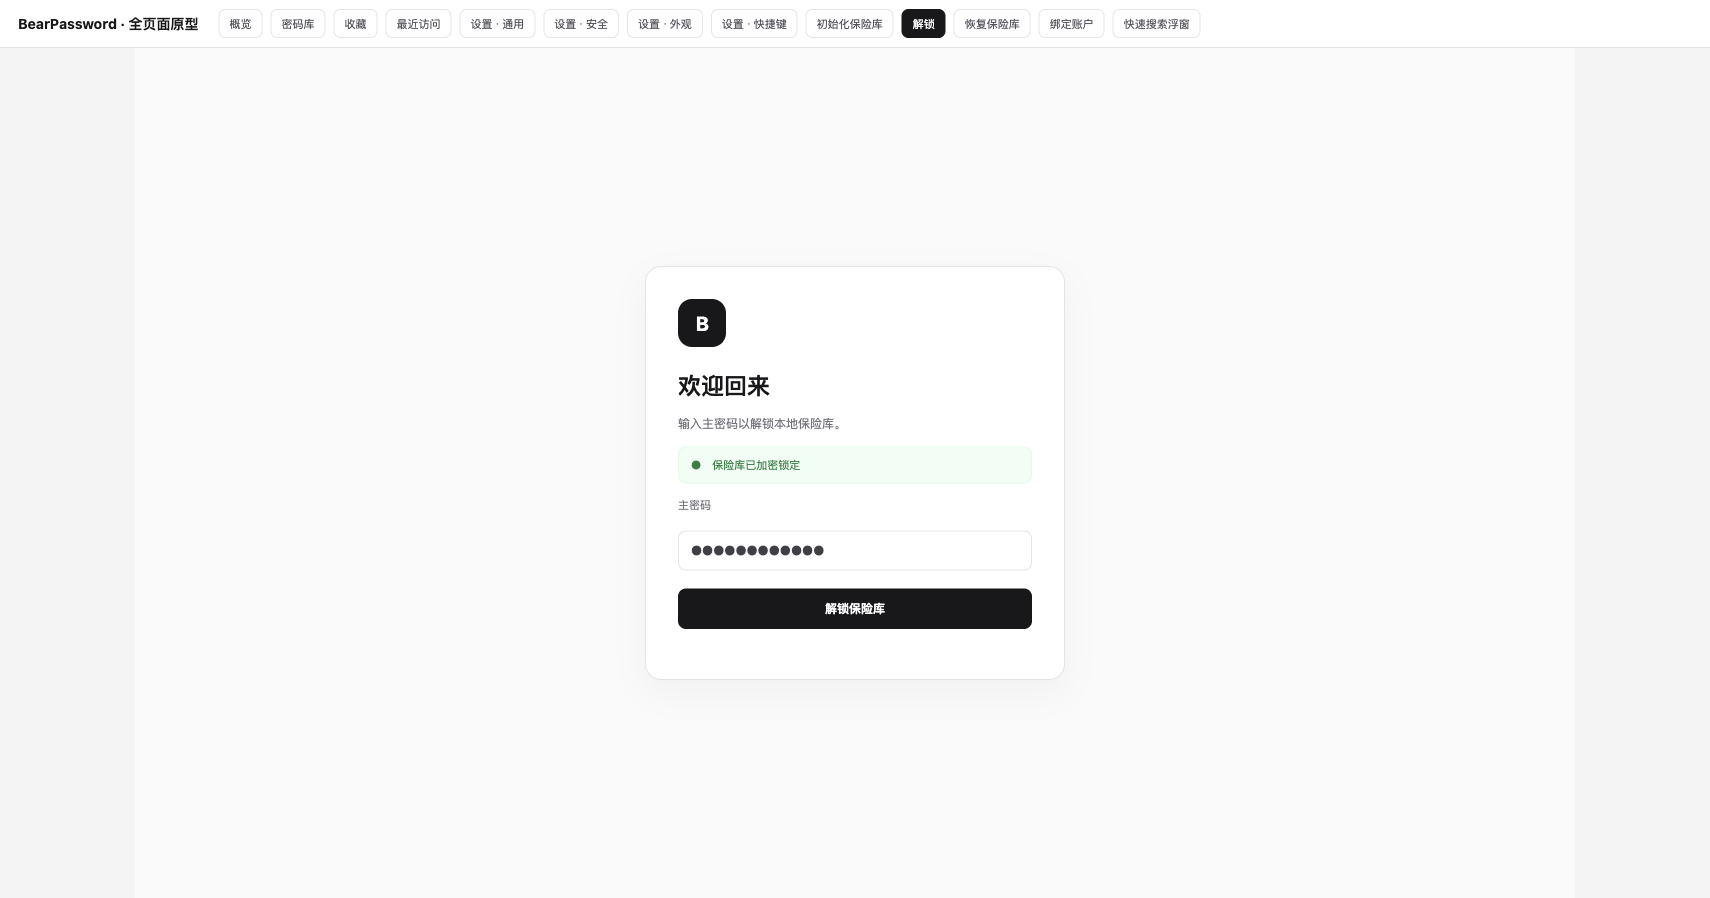 BearPassword · 全页面原型 概览 密码库 收藏 最近访问 设置 · 通用 设置 · 安全 设置 · 外观 设置 · 快捷键 初始化保险库 解锁 恢复保险库 绑定账户 快速搜索浮窗
B
欢迎回来
输入主密码以解锁本地保险库。
保险库已加密锁定
主密码
●●●●●●●●●●●●
解锁保险库